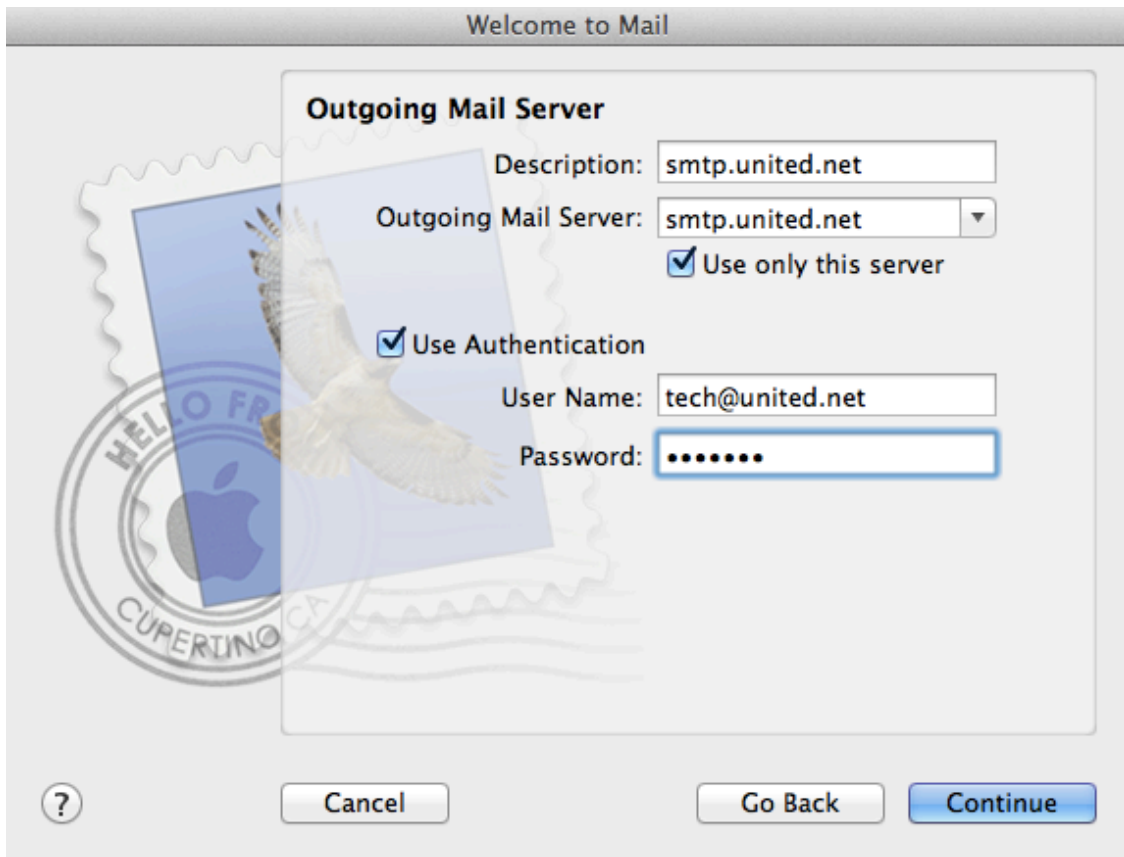 Welcome to Mail
Outgoing Mail Server
Description: smtp.united.net
Outgoing Mail Server: smtp.united.net
Use only this server
Use Authentication
User Name: tech@united.net
Password: •••••••
HELLO FR
CUPERTINO CA
?
Cancel
Go Back
Continue